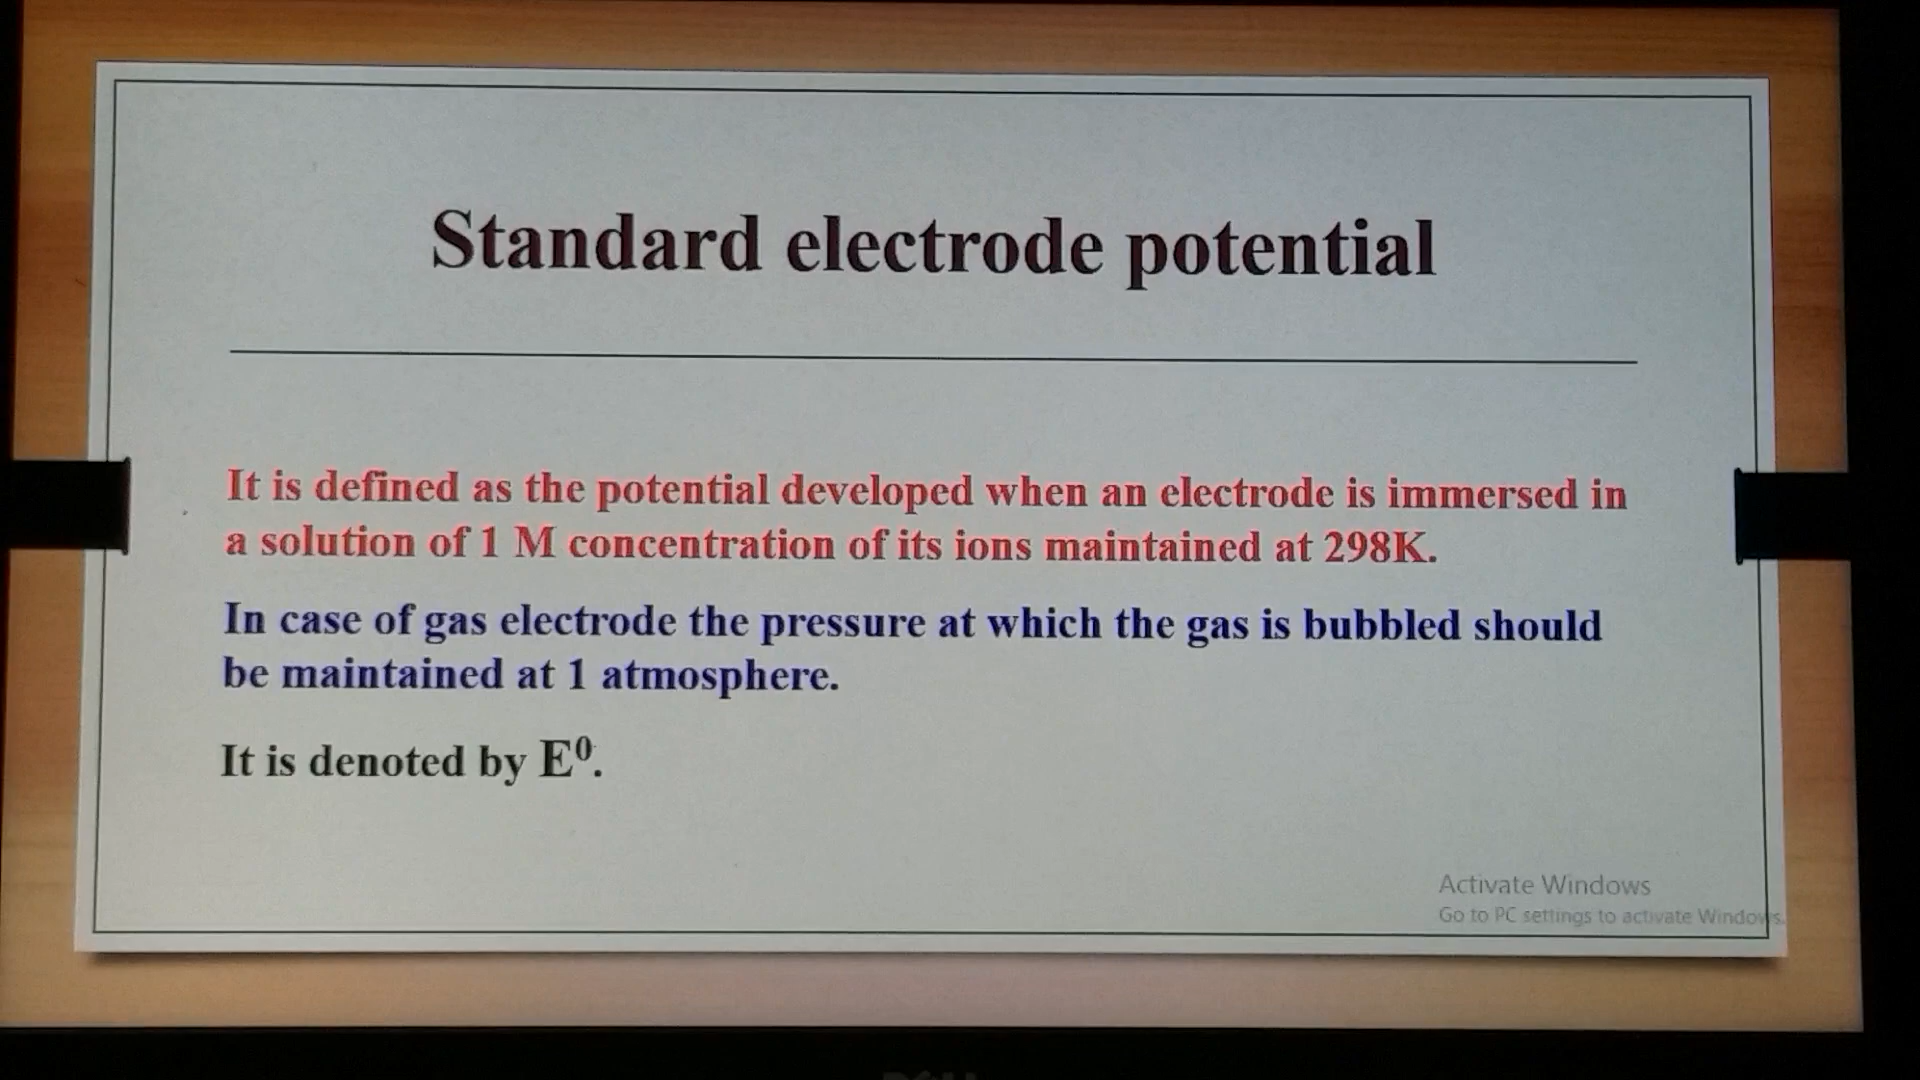 Standard electrode potential
It is defined as the potential developed when an electrode is immersed in
a solution of 1 M concentration of its ions maintained at 298K.
In case of gas electrode the pressure at which the gas is bubbled should
be maintained at 1 atmosphere.
It is denoted by E⁰.
Activate Windows
Go to PC settings to activate Windows.